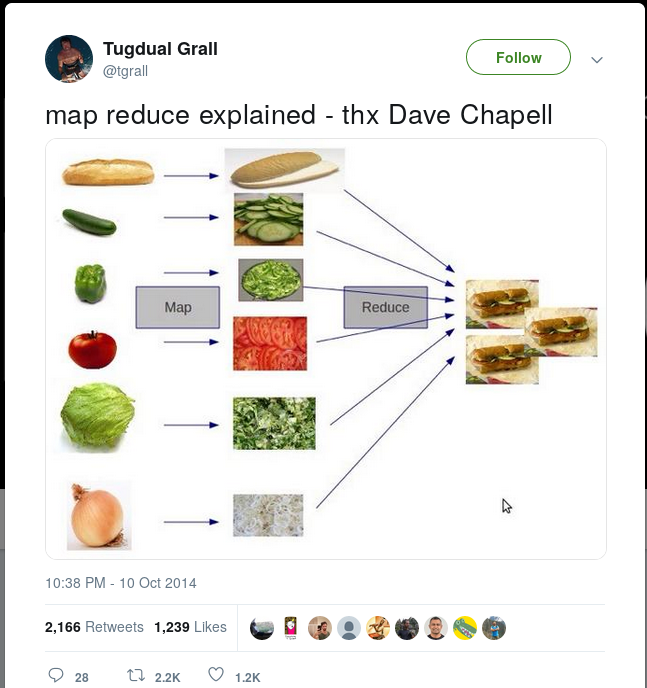 Tugdual Grall
@tgrall
Follow
map reduce explained - thx Dave Chapell
Map
Reduce
10:38 PM - 10 Oct 2014
2,166 Retweets 1,239 Likes
28 2.2K 1.2K